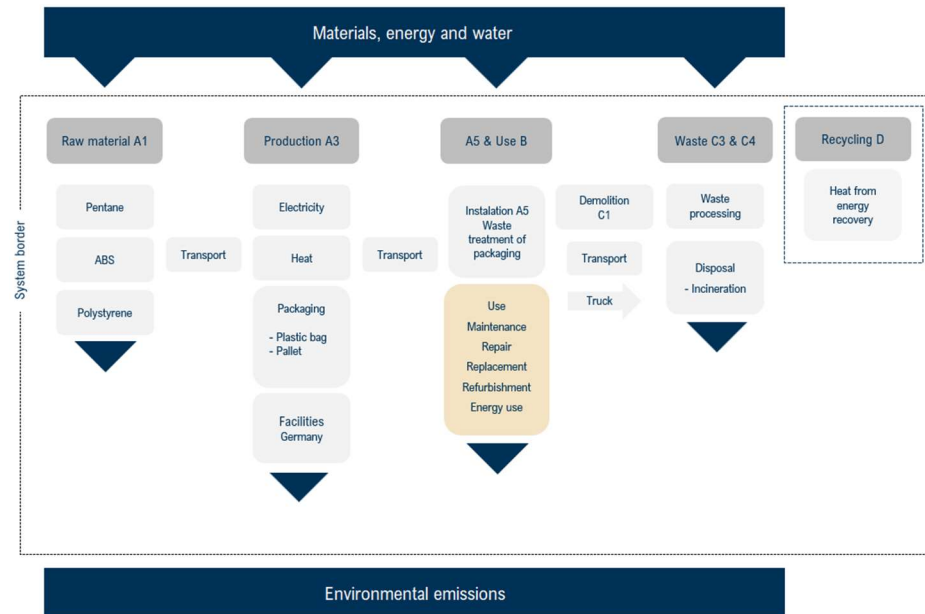 Materials, energy and water
System border
Raw material A1
Pentane
ABS
Polystyrene
Transport
Production A3
Electricity
Heat
Packaging
- Plastic bag
- Pallet
Facilities
Germany
Transport
A5 & Use B
Instalation A5
Waste
treatment of
packaging
Use
Maintenance
Repair
Replacement
Refurbishment
Energy use
Demolition
C1
Transport
Truck
Waste C3 & C4
Waste
processing
Disposal
- Incineration
Recycling D
Heat from
energy
recovery
Environmental emissions